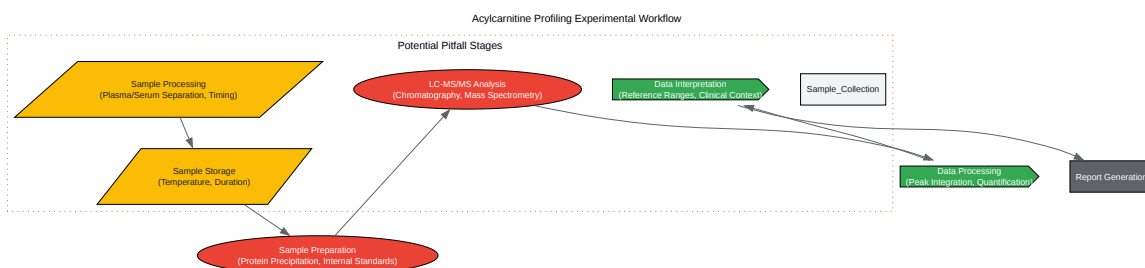 Acylcarnitine Profiling Experimental Workflow
Potential Pitfall Stages
Sample Processing
(Plasma/Serum Separation, Timing)
LC-MS/MS Analysis
(Chromatography, Mass Spectrometry)
Data Interpretation
(Reference Ranges, Clinical Context)
Sample_Collection
Sample Storage
(Temperature, Duration)
Data Processing
(Peak Integration, Quantification)
Report Generation
Sample Preparation
(Protein Precipitation, Internal Standards)